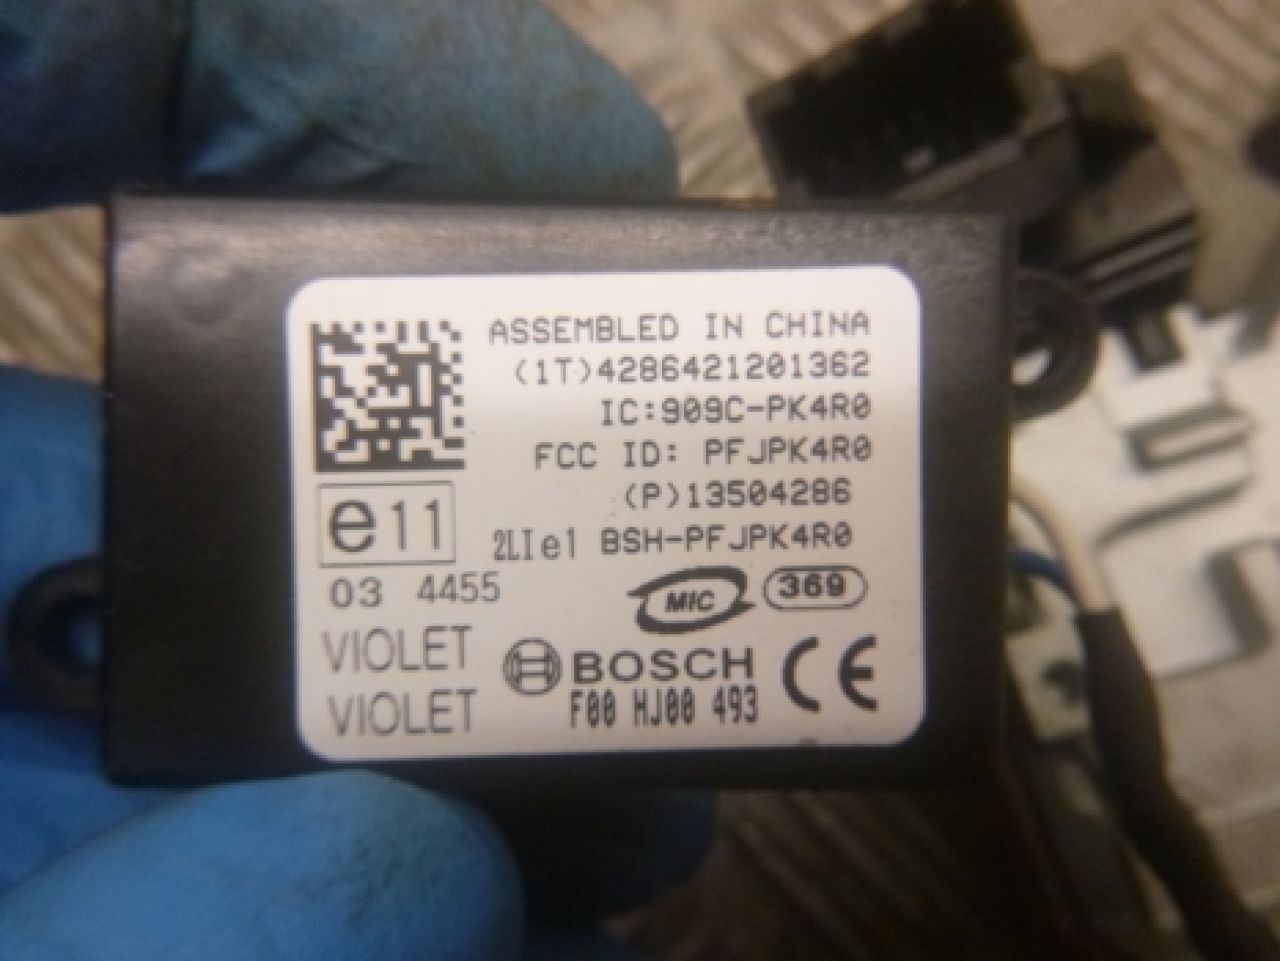 ASSEMBLED IN CHINA
(1T)4286421201362
IC:909C-PK4R0
FCC ID: PFJPK4R0
(P)13504286
e11
2LIe1 BSH-PFJPK4R0
03 4455
MIC 369
VIOLET
BOSCH
CE
VIOLET
F00 HJ00 493